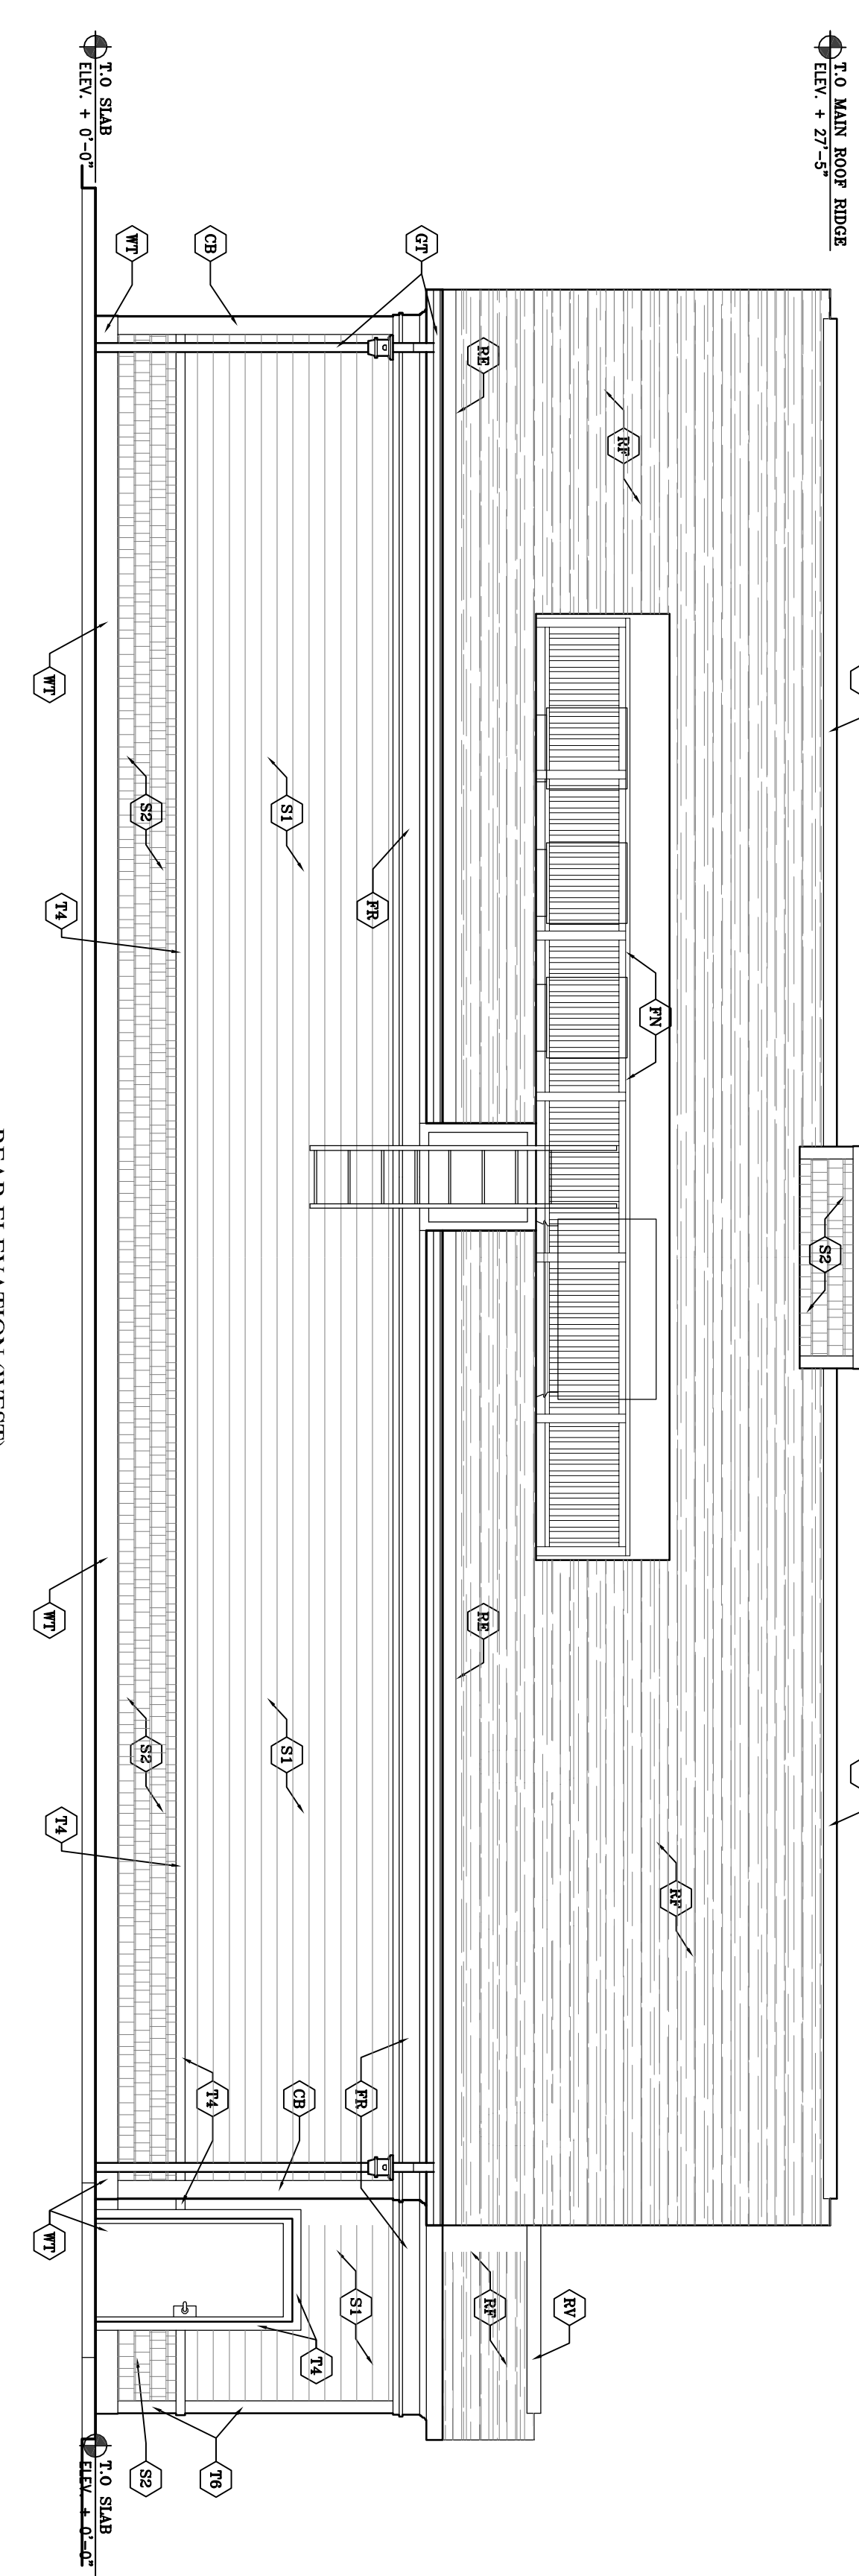 T.O MAIN ROOF RIDGE
ELEV. + 27'-5"
S2
RF
RF
RV
RE
FN
RE
RF
GT
FR
FR
S1
T4
CB
S1
S1
CB
T4
T6
WT
S2
S2
S2
T.O SLAB
ELEV. + 0'-0"
T.O SLAB
ELEV. + 0'-0"
WT
T4
WT
T4
WT